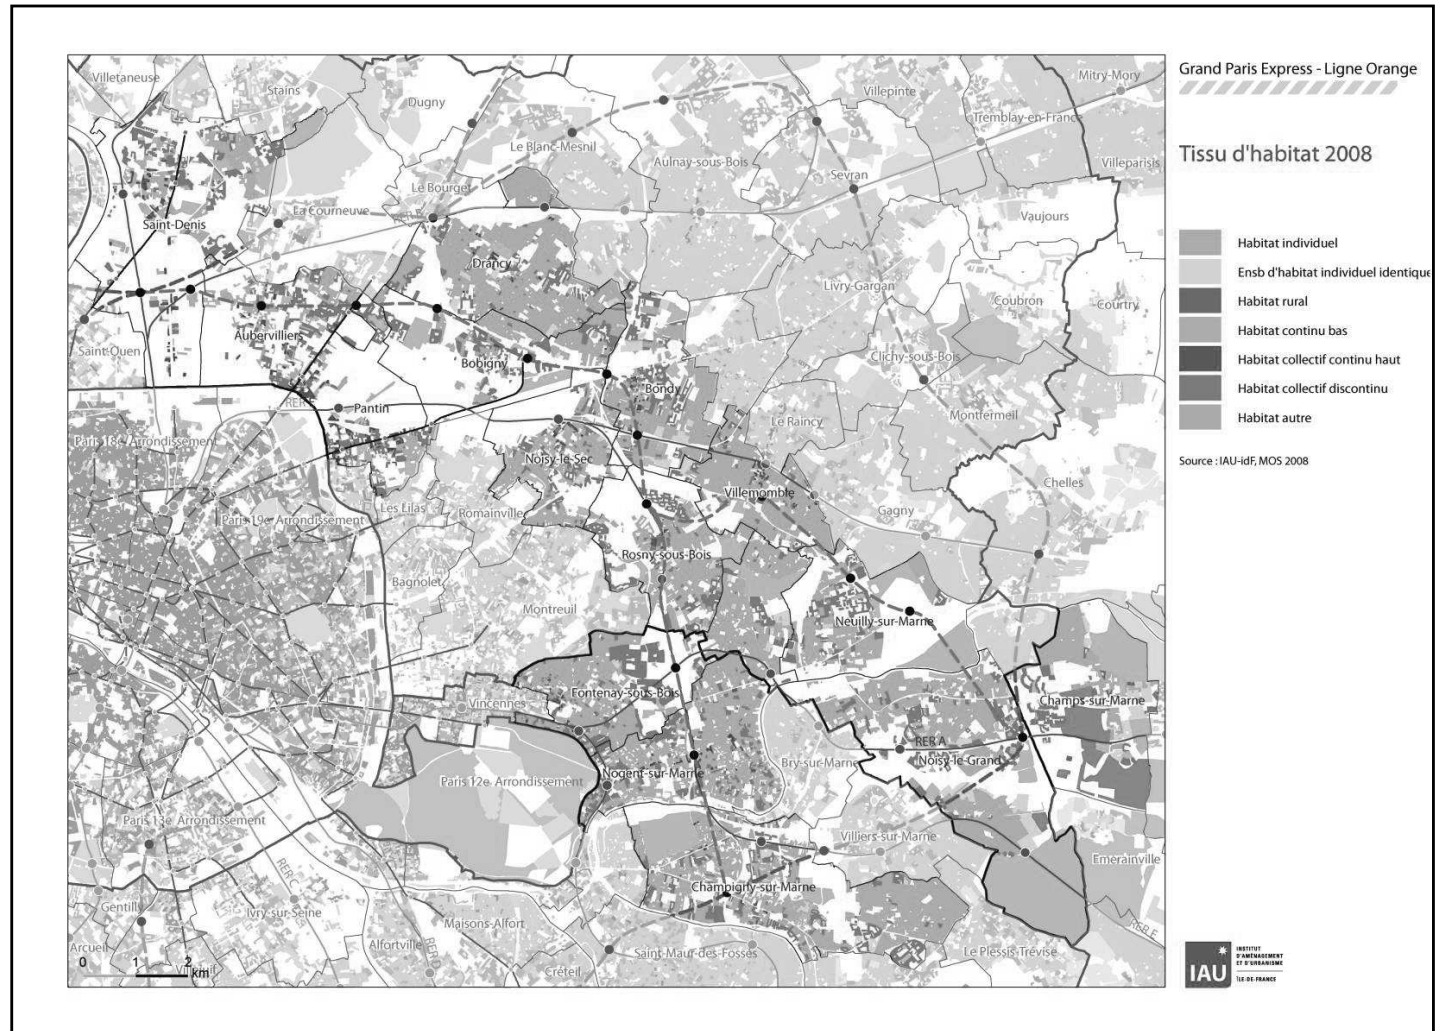 Grand Paris Express - Ligne Orange
Tissu d'habitat 2008
Habitat individuel
Ensb d'habitat individuel identique
Habitat rural
Habitat continu bas
Habitat collectif continu haut
Habitat collectif discontinu
Habitat autre
Source : IAU-îdF, MOS 2008
Villetaneuse
Stains
Dugny
Villepinte
Mitry-Mory
Le Blanc-Mesnil
Tremblay-en-France
Aulnay-sous-Bois
Villeparisis
Sevran
Le Bourget
La Courneuve
Saint-Denis
Vaujours
Drancy
Livry-Gargan
Coubron
Courtry
Aubervilliers
Saint-Ouen
Bobigny
Clichy-sous-Bois
Bondy
RER
Pantin
Le Raincy
Montfermeil
Paris 18e Arrondissement
Noisy-le-Sec
Chelles
Villemomble
Les Lilas
Romainville
Gagny
Paris 19e Arrondissement
Rosny-sous-Bois
Bagnolet
Montreuil
Neuilly-sur-Marne
Fontenay-sous-Bois
Vincennes
Champs-sur-Marne
RER A
Noisy-le-Grand
Bry-sur-Marne
Nogent-sur-Marne
Paris 12e Arrondissement
Paris 13e Arrondissement
Villiers-sur-Marne
Emerainville
Champigny-sur-Marne
RER C
Gentilly
Ivry-sur-Seine
Maisons-Alfort
RER E
Arcueil
Alfortville
RER D
Saint-Maur-des-Fossés
Le Plessis-Trévise
Créteil
Villejuif
0 1 2
km
IAU
INSTITUT
D'AMÉNAGEMENT
ET D'URBANISME
ÎLE-DE-FRANCE